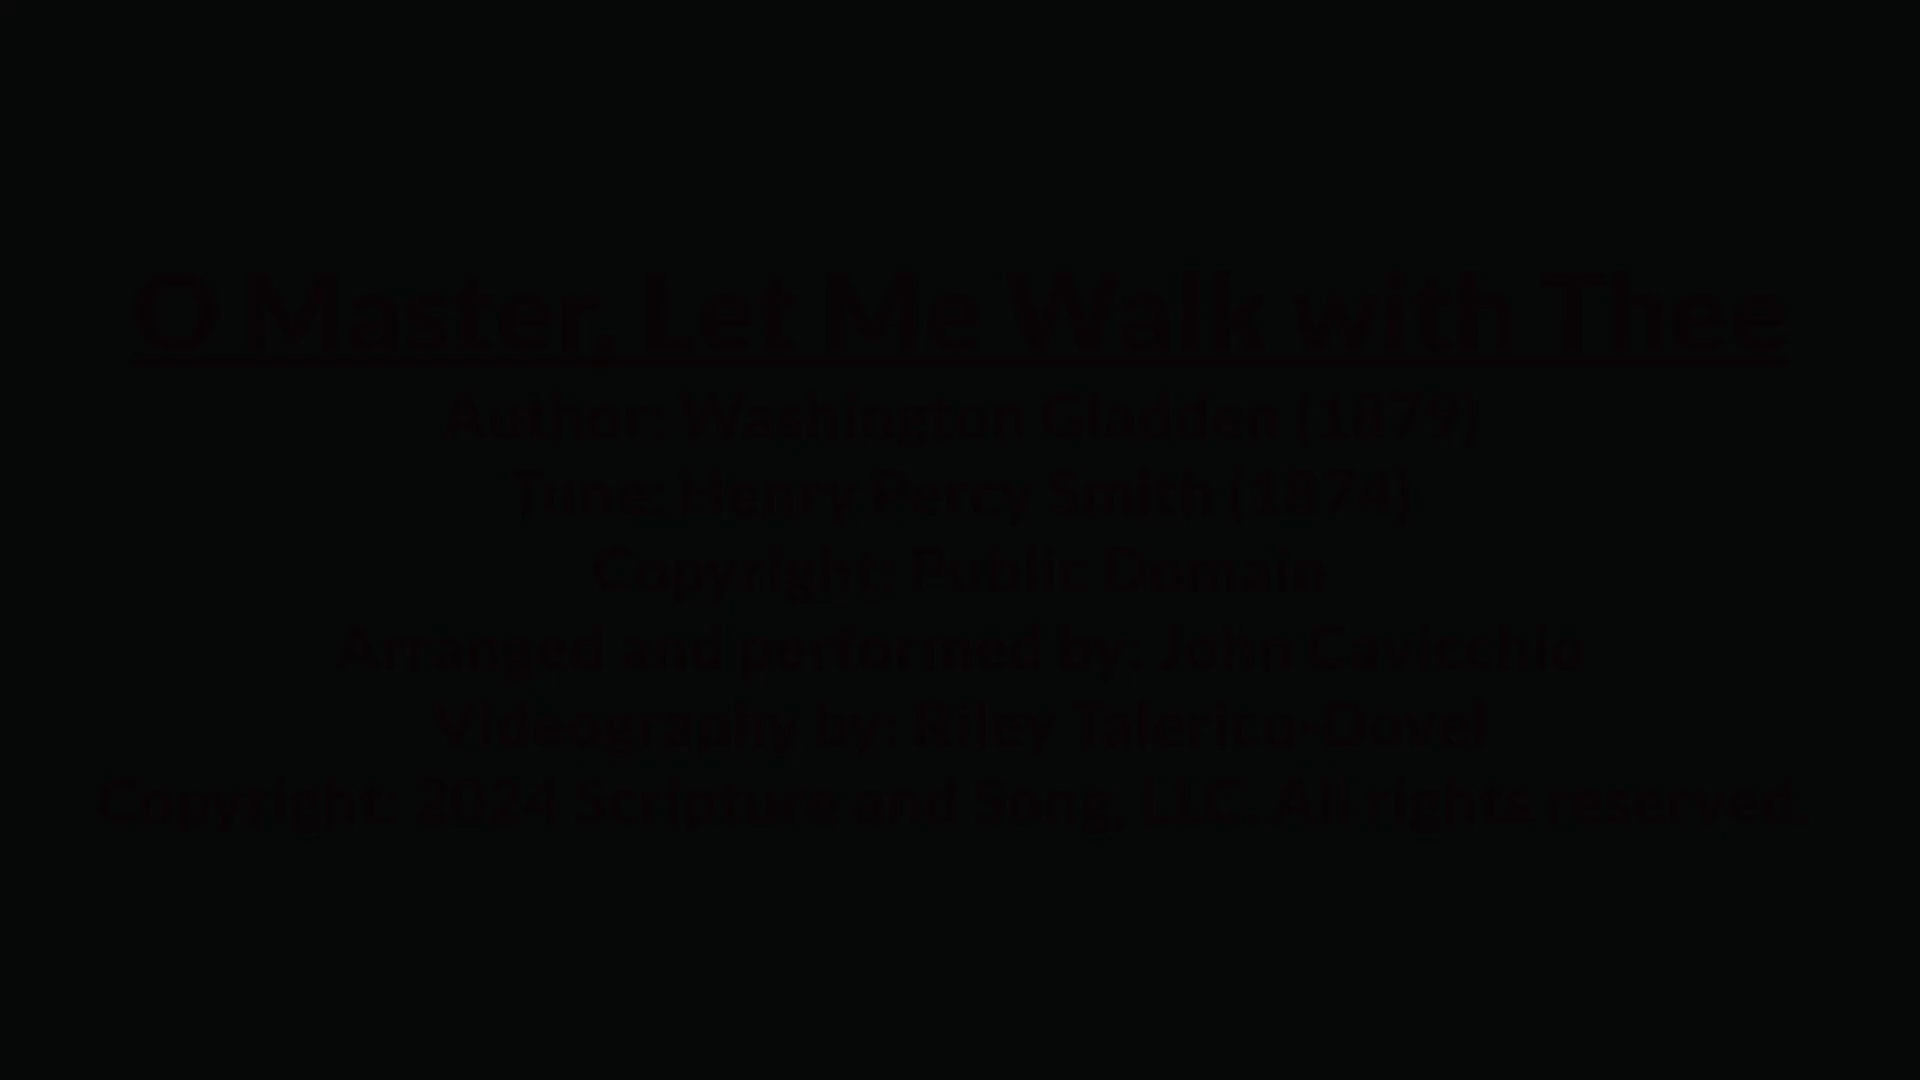 O Master, Let Me Walk with Thee
Author: Washington Gladden (1879)
Tune: Henry Percy Smith (1874)
Copyright: Public Domain
Arranged and performed by: John Cavicchio
Videography by: Riley Talerico-Dovel
Copyright: 2024 Scripture and Song, LLC. All rights reserved.